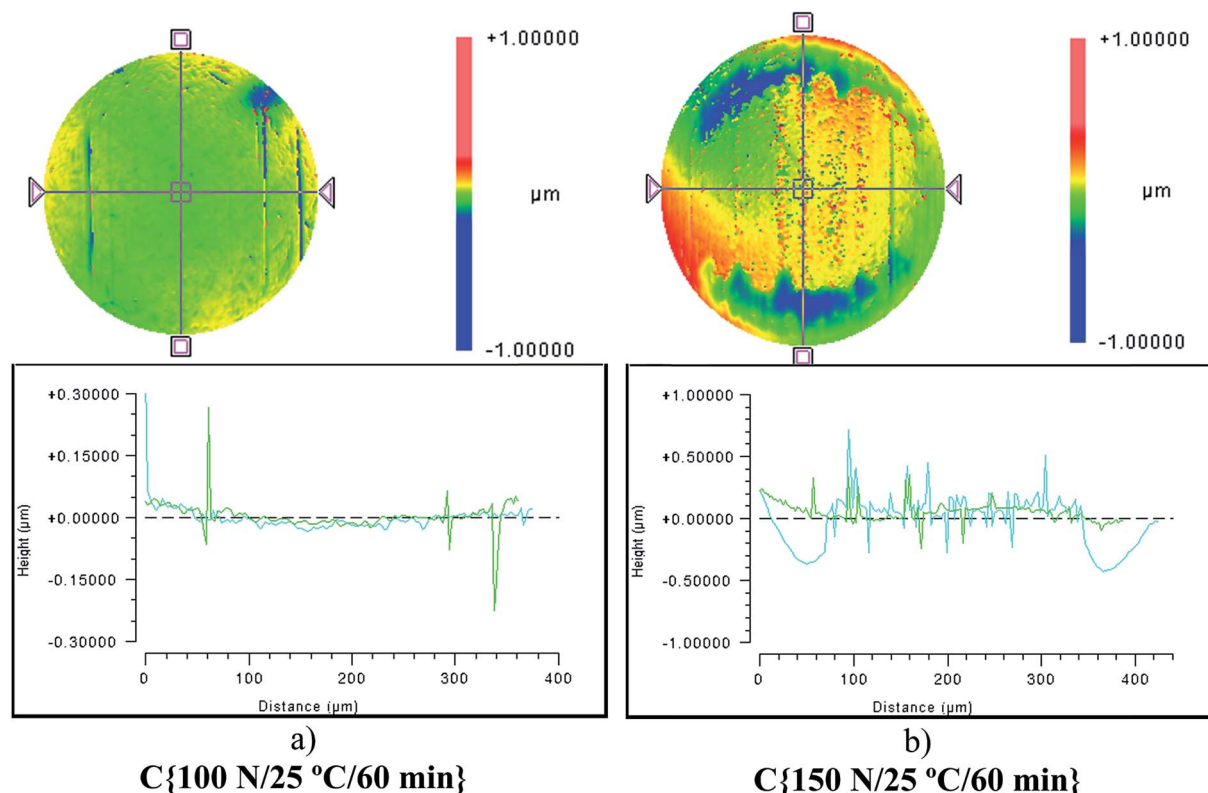 +1.00000
µm
-1.00000
+1.00000
µm
-1.00000
+0.30000
+0.15000
+0.00000
-0.15000
-0.30000
Height (µm)
0 100 200 300 400
Distance (µm)
+1.00000
+0.50000
+0.00000
-0.50000
-1.00000
Height (µm)
0 100 200 300 400
Distance (µm)
a)
C{100 N/25 ºC/60 min}
b)
C{150 N/25 ºC/60 min}